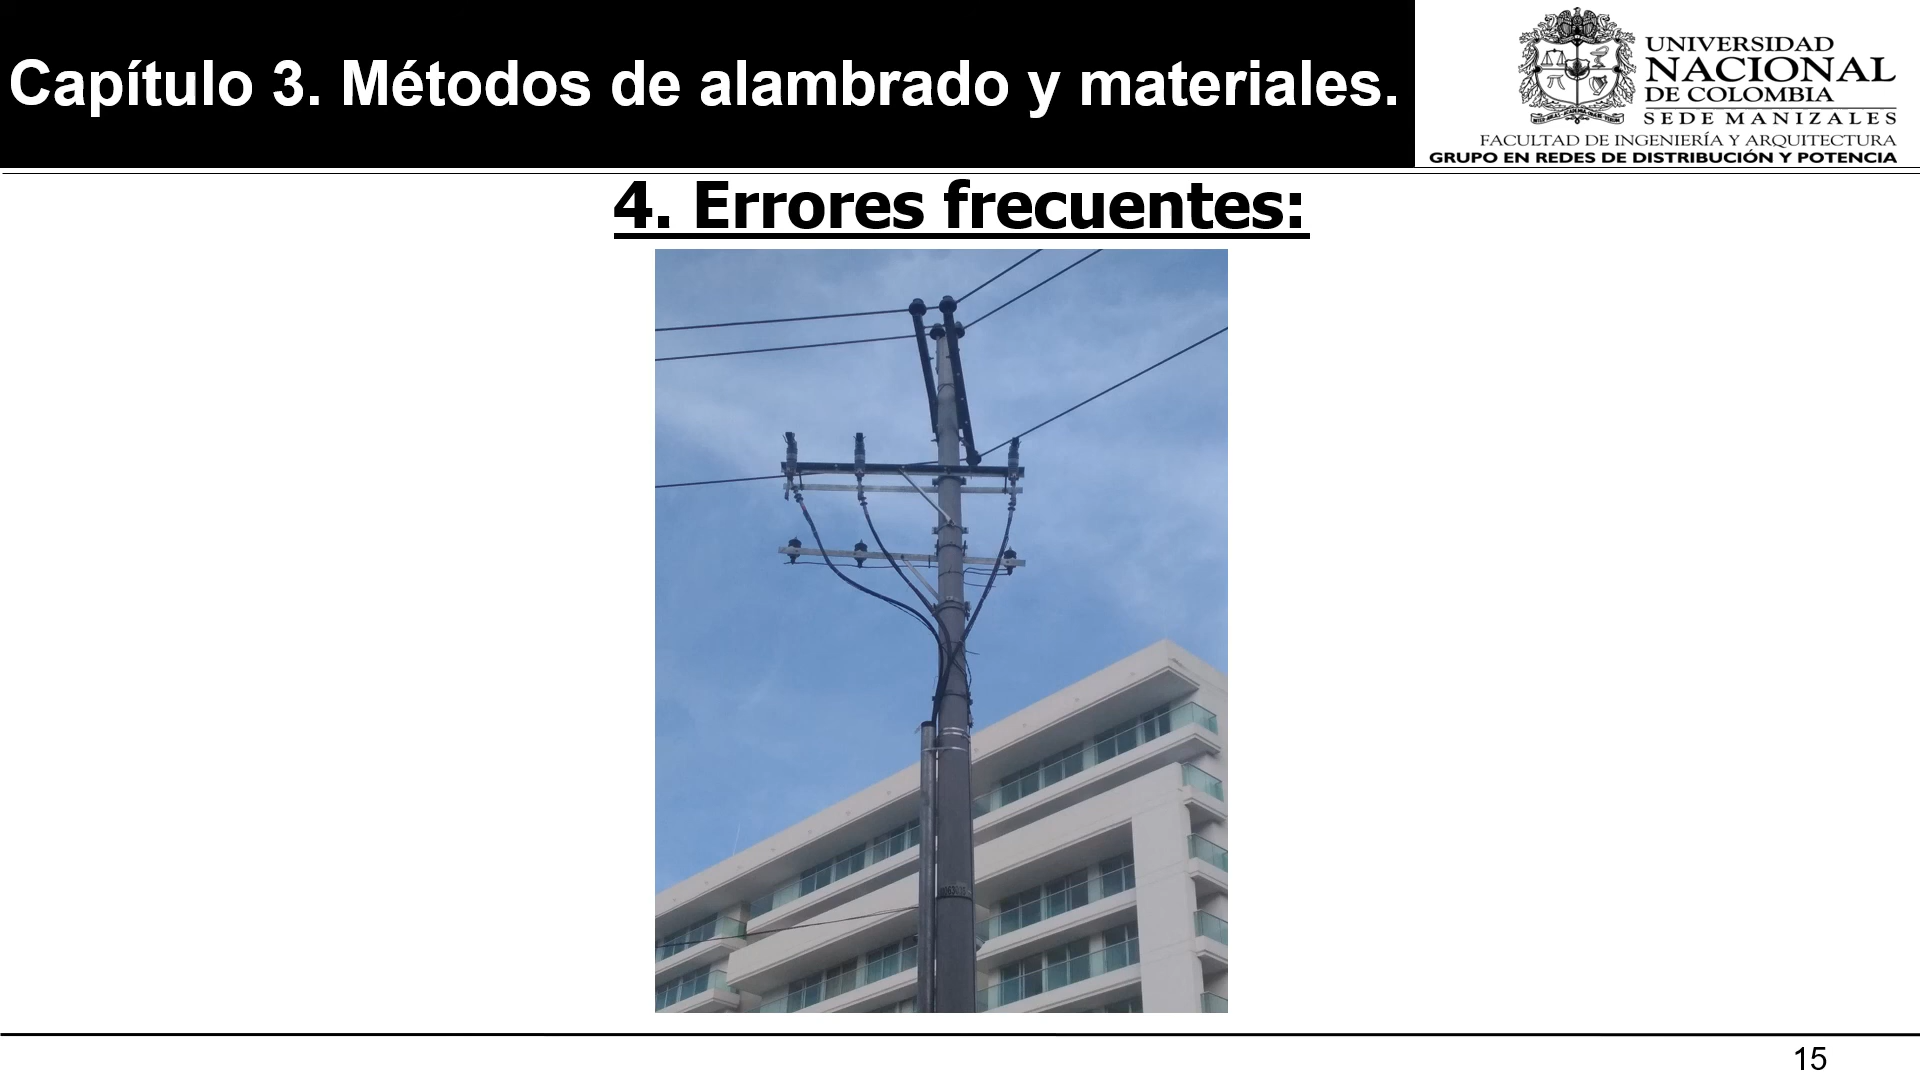 Capítulo 3. Métodos de alambrado y materiales.
UNIVERSIDAD
NACIONAL
DE COLOMBIA
SEDE MANIZALES
FACULTAD DE INGENIERÍA Y ARQUITECTURA
GRUPO EN REDES DE DISTRIBUCIÓN Y POTENCIA
4. Errores frecuentes:
15